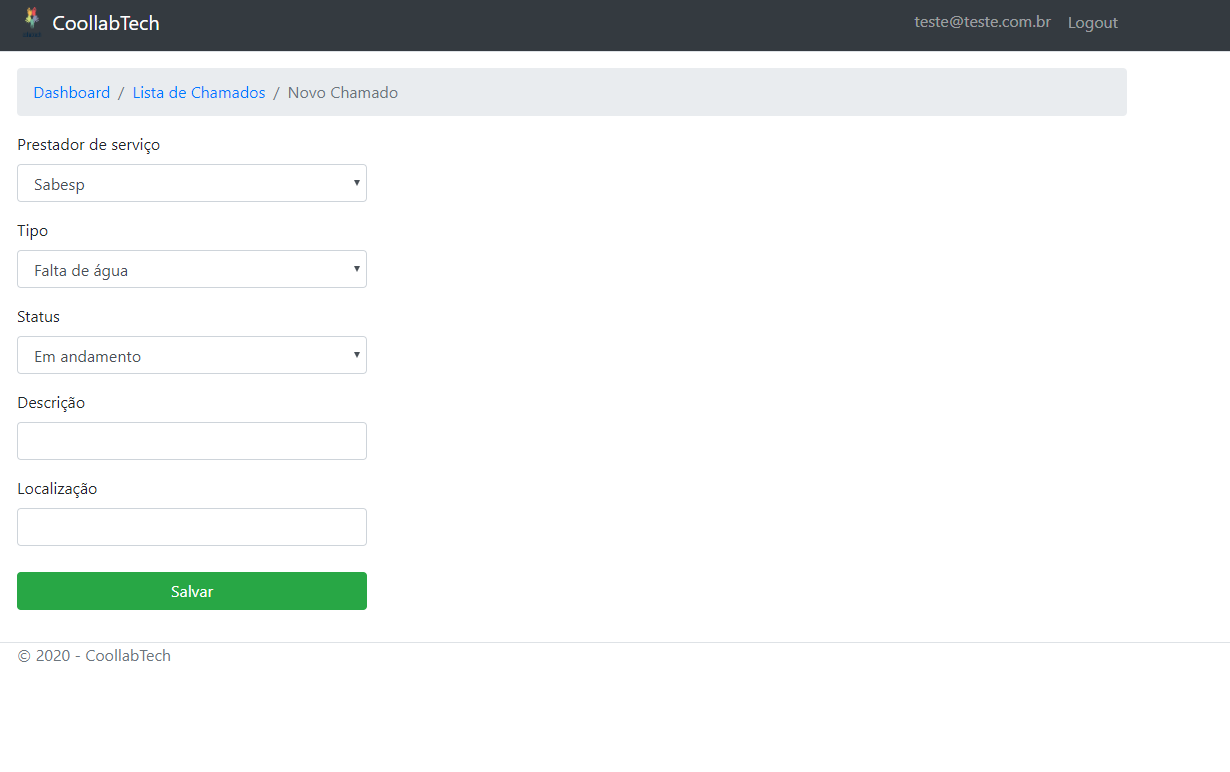 CoollabTech
teste@teste.com.br Logout
Dashboard / Lista de Chamados / Novo Chamado
Prestador de serviço
Sabesp
Tipo
Falta de água
Status
Em andamento
Descrição
Localização
Salvar
© 2020 - CoollabTech